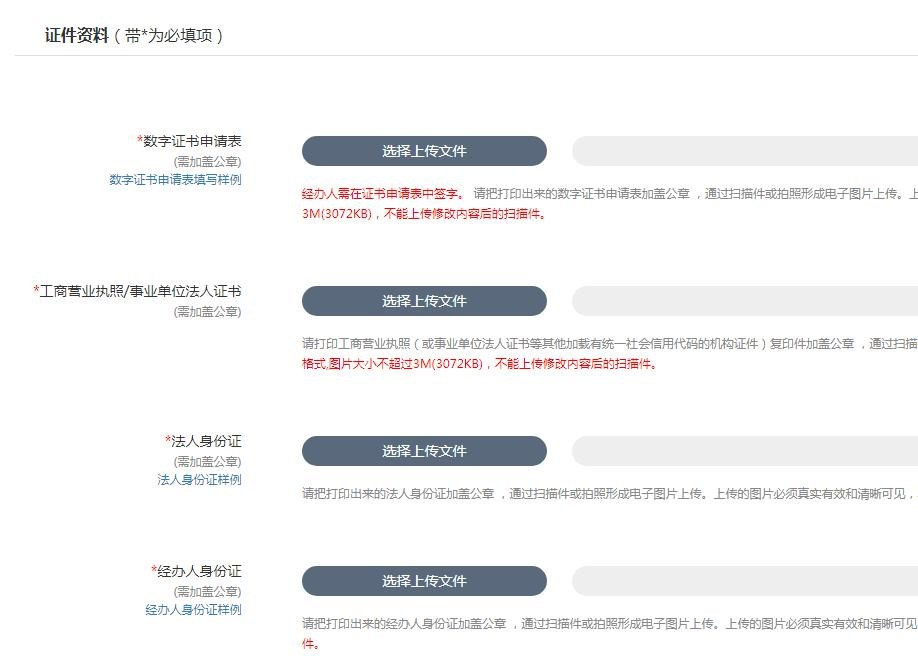 证件资料（带*为必填项）
*数字证书申请表
(需加盖公章)
数字证书申请表填写样例
选择上传文件
经办人需在证书申请表中签字。 请把打印出来的数字证书申请表加盖公章 ，通过扫描件或拍照形成电子图片上传。上
3M(3072KB)，不能上传修改内容后的扫描件。
*工商营业执照/事业单位法人证书
(需加盖公章)
选择上传文件
请打印工商营业执照（或事业单位法人证书等其他加载有统一社会信用代码的机构证件）复印件加盖公章 ，通过扫描
格式,图片大小不超过3M(3072KB)，不能上传修改内容后的扫描件。
*法人身份证
(需加盖公章)
法人身份证样例
选择上传文件
请把打印出来的法人身份证加盖公章 ，通过扫描件或拍照形成电子图片上传。上传的图片必须真实有效和清晰可见，
*经办人身份证
(需加盖公章)
经办人身份证样例
选择上传文件
请把打印出来的经办人身份证加盖公章 ，通过扫描件或拍照形成电子图片上传。上传的图片必须真实有效和清晰可见
件。